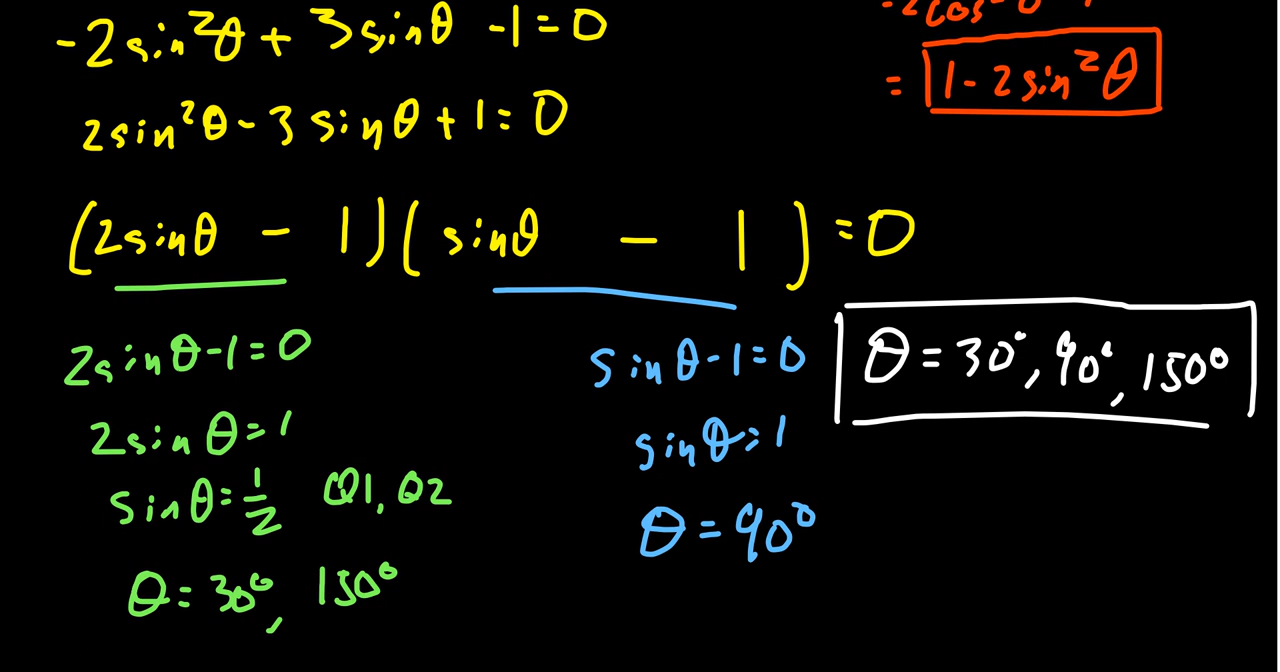 -2sin²θ + 3sinθ - 1 = 0
2sin²θ - 3sinθ + 1 = 0
= 1 - 2sin²θ
(2sinθ - 1)(sinθ - 1) = 0
2sinθ - 1 = 0
2sinθ = 1
sinθ = 1/2 Q1, Q2
θ = 30°, 150°
sinθ - 1 = 0
sinθ = 1
θ = 90°
θ = 30°, 90°, 150°